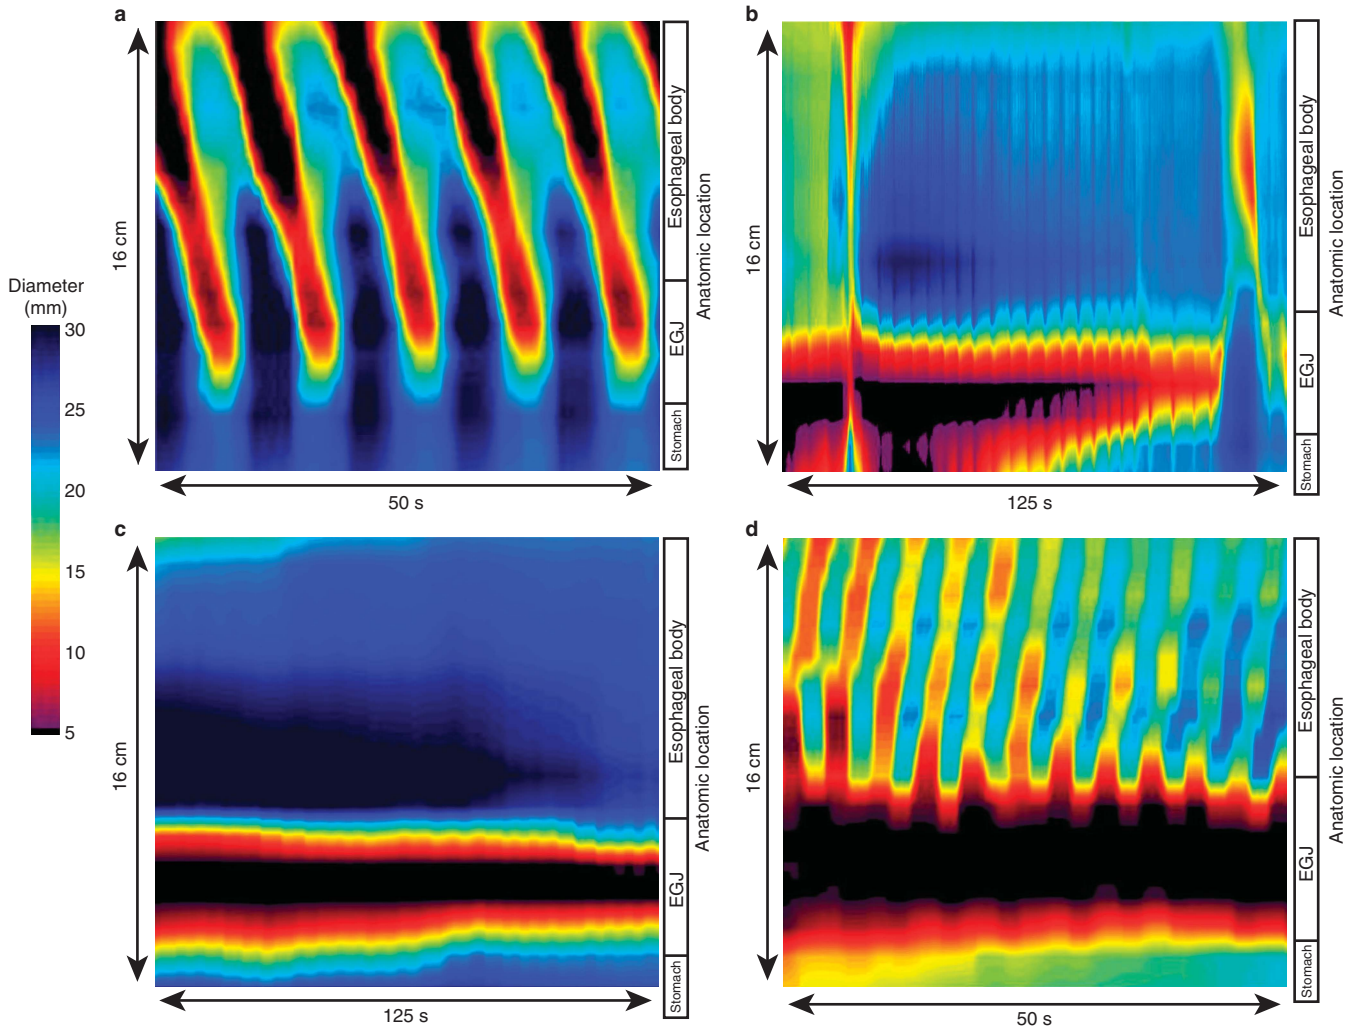 a
16 cm
50 s
Esophageal body
EGJ
Stomach
Anatomic location
b
16 cm
125 s
Esophageal body
EGJ
Stomach
Anatomic location
Diameter
(mm)
30
25
20
15
10
5
c
16 cm
125 s
Esophageal body
EGJ
Stomach
Anatomic location
d
16 cm
50 s
Esophageal body
EGJ
Stomach
Anatomic location